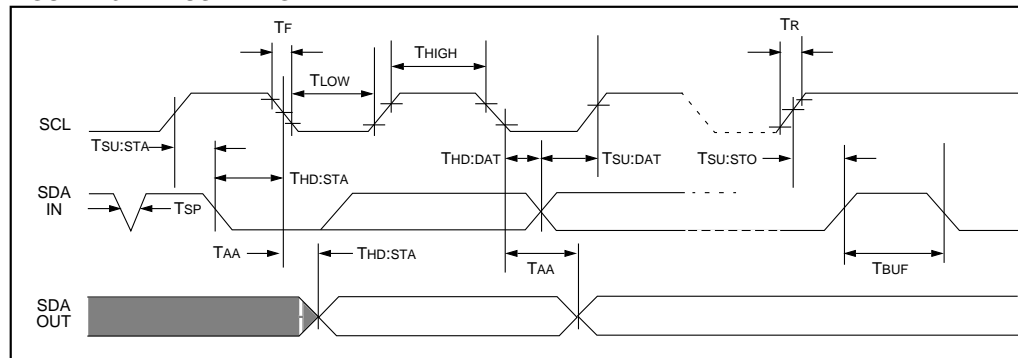 TF
TR
THIGH
TLOW
SCL
TSU:STA
THD:DAT
TSU:DAT
TSU:STO
SDA
IN
TSP
THD:STA
TAA
THD:STA
TAA
TBUF
SDA
OUT